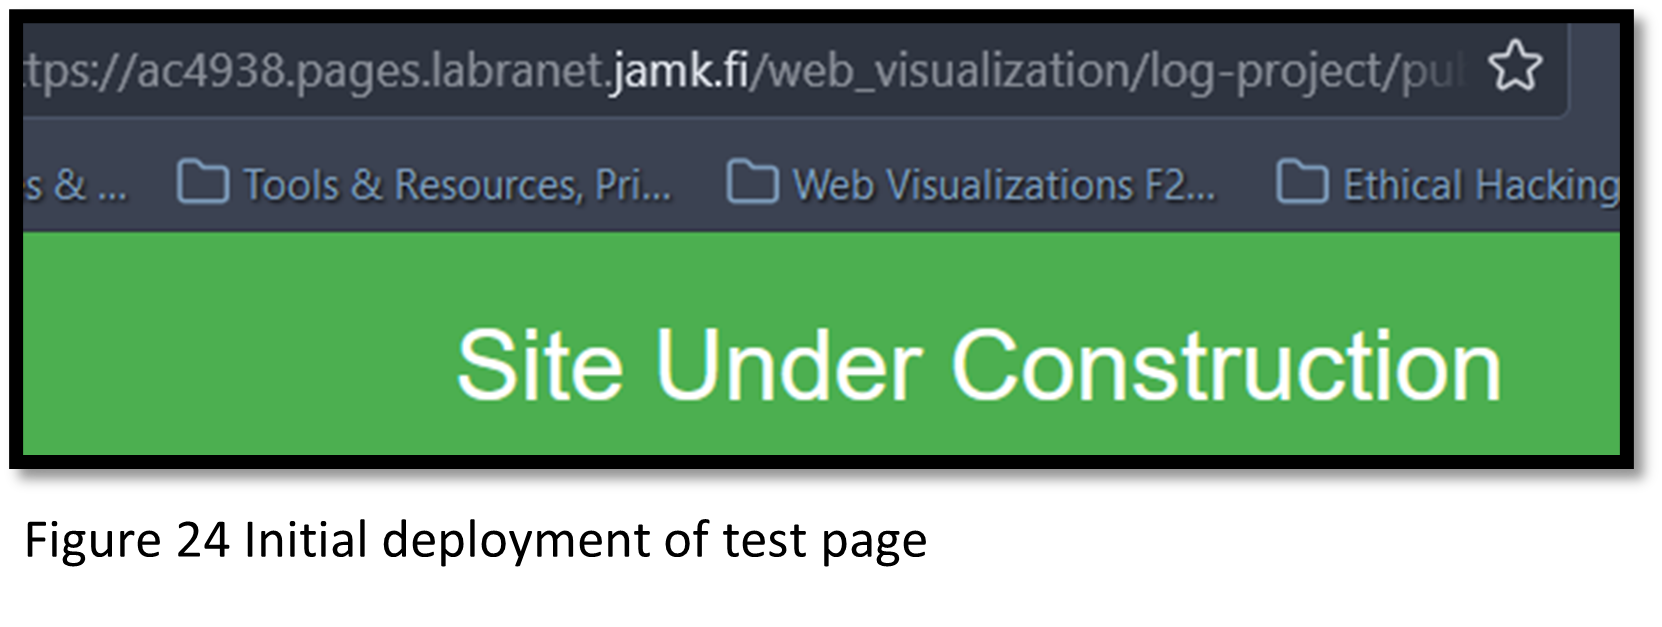 tps://ac4938.pages.labranet.jamk.fi/web_visualization/log-project/pu
& ... Tools & Resources, Pri... Web Visualizations F2... Ethical Hacking
Site Under Construction
Figure 24 Initial deployment of test page